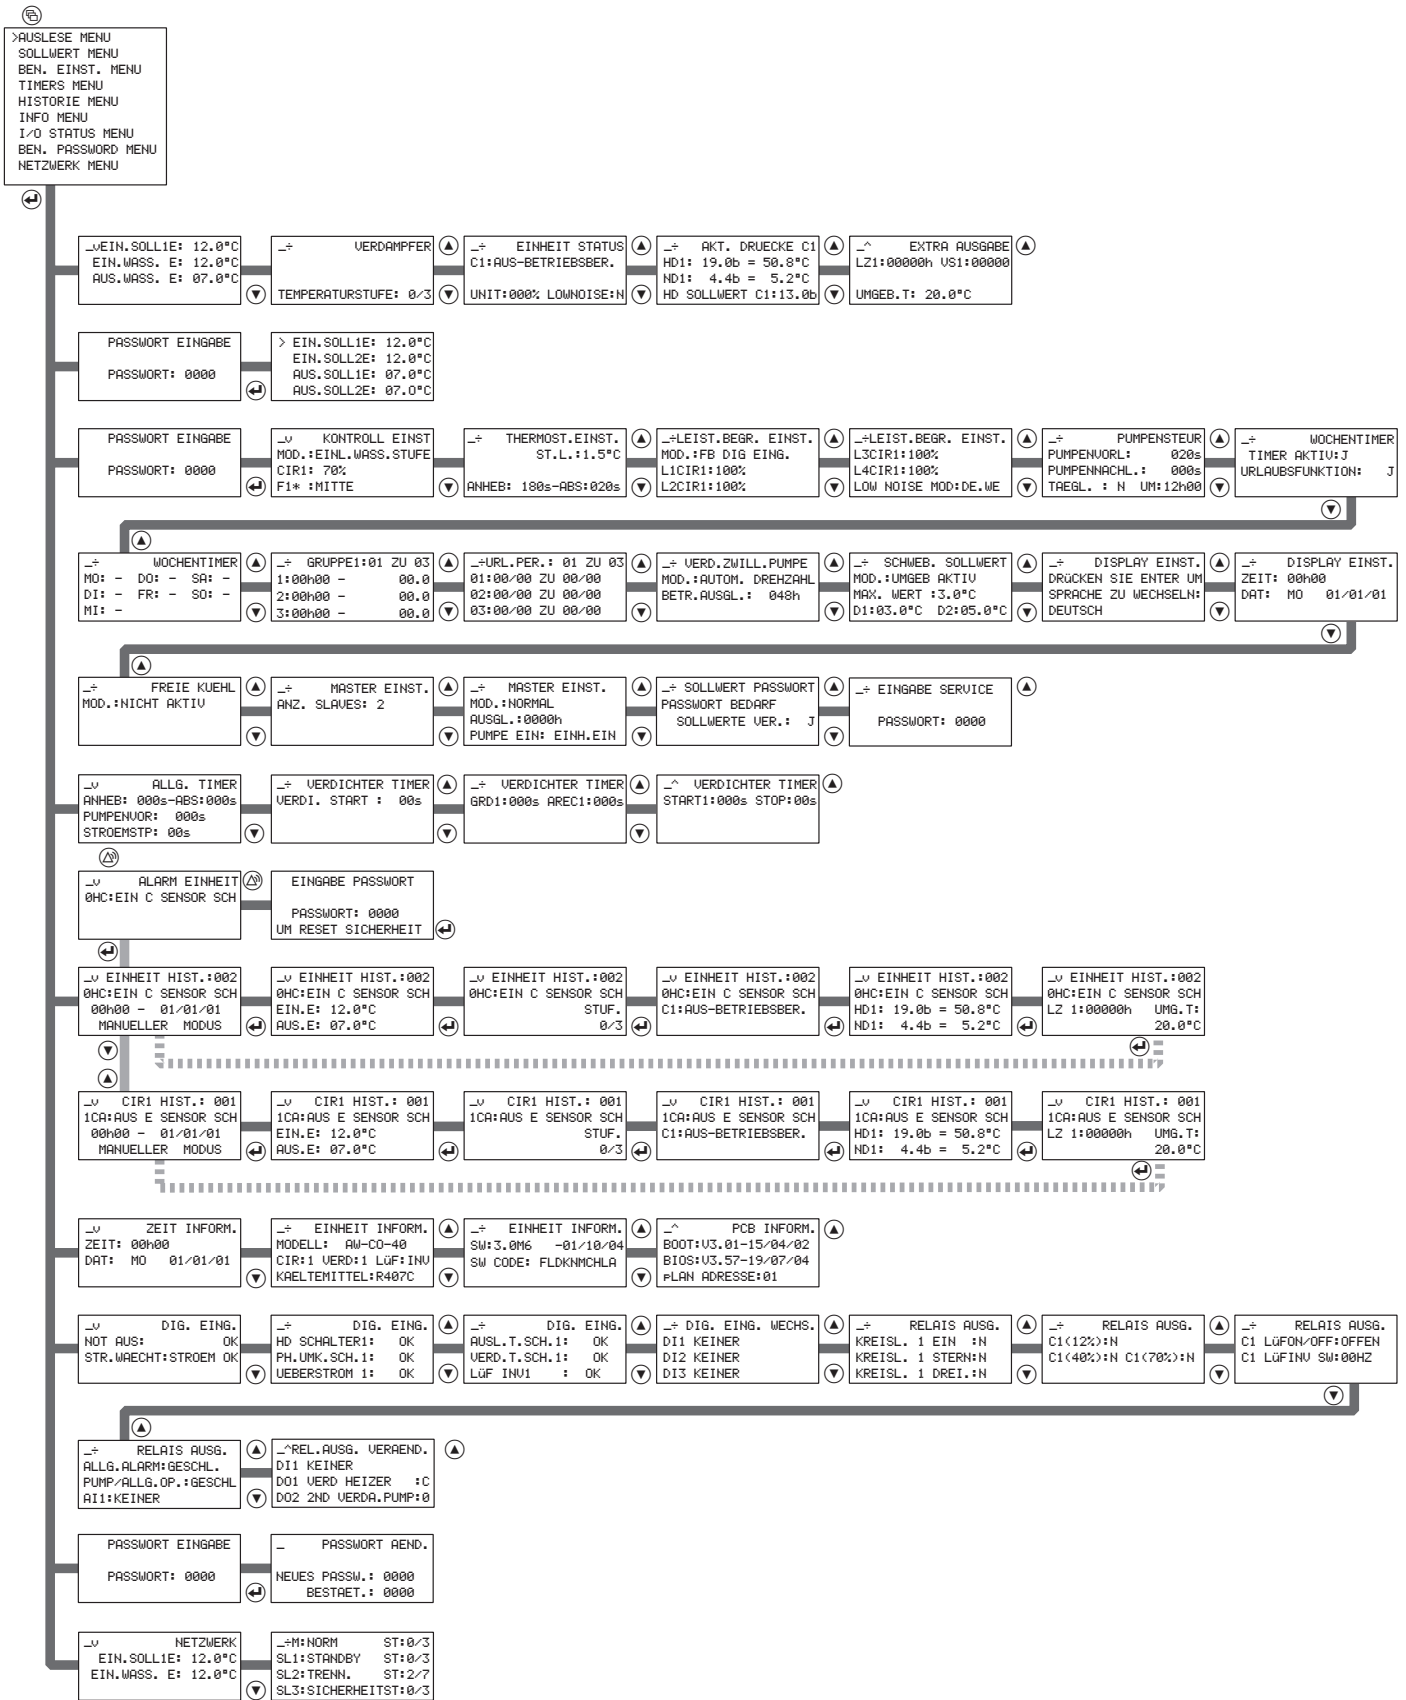 >AUSLESE MENU
SOLLWERT MENU
BEN. EINST. MENU
TIMERS MENU
HISTORIE MENU
INFO MENU
I/O STATUS MENU
BEN. PASSWORD MENU
NETZWERK MENU
_vEIN.SOLL1E: 12.0°C
EIN.WASS. E: 12.0°C
AUS.WASS. E: 07.0°C
_÷ VERDAMPFER
TEMPERATURSTUFE: 0/3
_÷ EINHEIT STATUS
C1:AUS-BETRIEBSBER.
UNIT:000% LOWNOISE:N
_÷ AKT. DRUECKE C1
HD1: 19.0b = 50.8°C
ND1: 4.4b = 5.2°C
HD SOLLWERT C1:13.0b
_^ EXTRA AUSGABE
LZ1:00000h VS1:00000
UMGEB.T: 20.0°C
PASSWORT EINGABE
PASSWORT: 0000
> EIN.SOLL1E: 12.0°C
EIN.SOLL2E: 12.0°C
AUS.SOLL1E: 07.0°C
AUS.SOLL2E: 07.0°C
PASSWORT EINGABE
PASSWORT: 0000
_v KONTROLL EINST
MOD.:EINL.WASS.STUFE
CIR1: 70%
F1* :MITTE
_÷ THERMOST.EINST.
ST.L.:1.5°C
ANHEB: 180s-ABS:020s
_÷LEIST.BEGR. EINST.
MOD.:FB DIG EING.
L1CIR1:100%
L2CIR1:100%
_÷LEIST.BEGR. EINST.
L3CIR1:100%
L4CIR1:100%
LOW NOISE MOD:DE.WE
_÷ PUMPENSTEUR
PUMPENVORL: 020s
PUMPENNACHL.: 000s
TAEGL. : N UM:12h00
_÷ WOCHENTIMER
TIMER AKTIV:J
URLAUBSFUNKTION: J
_÷ WOCHENTIMER
MO: - DO: - SA: -
DI: - FR: - SO: -
MI: -
_÷ GRUPPE1:01 ZU 03
1:00h00 - 00.0
2:00h00 - 00.0
3:00h00 - 00.0
_÷URL.PER.: 01 ZU 03
01:00/00 ZU 00/00
02:00/00 ZU 00/00
03:00/00 ZU 00/00
_÷ VERD.ZWILL.PUMPE
MOD.:AUTOM. DREHZAHL
BETR.AUSGL.: 048h
_÷ SCHWEB. SOLLWERT
MOD.:UMGEB AKTIV
MAX. WERT :3.0°C
D1:03.0°C D2:05.0°C
_÷ DISPLAY EINST.
DRüCKEN SIE ENTER UM
SPRACHE ZU WECHSELN:
DEUTSCH
_÷ DISPLAY EINST.
ZEIT: 00h00
DAT: MO 01/01/01
_÷ FREIE KUEHL
MOD.:NICHT AKTIV
_÷ MASTER EINST.
ANZ. SLAVES: 2
_÷ MASTER EINST.
MOD.:NORMAL
AUSGL.:0000h
PUMPE EIN: EINH.EIN
_÷ SOLLWERT PASSWORT
PASSWORT BEDARF
SOLLWERTE VER.: J
_÷ EINGABE SERVICE
PASSWORT: 0000
_v ALLG. TIMER
ANHEB: 000s-ABS:000s
PUMPENVOR: 000s
STROEMSTP: 00s
_÷ VERDICHTER TIMER
VERDI. START : 00s
_÷ VERDICHTER TIMER
GRD1:000s AREC1:000s
_^ VERDICHTER TIMER
START1:000s STOP:00s
_v ALARM EINHEIT
0HC:EIN C SENSOR SCH
EINGABE PASSWORT
PASSWORT: 0000
UM RESET SICHERHEIT
_v EINHEIT HIST.:002
0HC:EIN C SENSOR SCH
00h00 - 01/01/01
MANUELLER MODUS
_v EINHEIT HIST.:002
0HC:EIN C SENSOR SCH
EIN.E: 12.0°C
AUS.E: 07.0°C
_v EINHEIT HIST.:002
0HC:EIN C SENSOR SCH
STUF.
0/3
_v EINHEIT HIST.:002
0HC:EIN C SENSOR SCH
C1:AUS-BETRIEBSBER.
_v EINHEIT HIST.:002
0HC:EIN C SENSOR SCH
HD1: 19.0b = 50.8°C
ND1: 4.4b = 5.2°C
_v EINHEIT HIST.:002
0HC:EIN C SENSOR SCH
LZ 1:00000h UMG.T:
20.0°C
_v CIR1 HIST.: 001
1CA:AUS E SENSOR SCH
00h00 - 01/01/01
MANUELLER MODUS
_v CIR1 HIST.: 001
1CA:AUS E SENSOR SCH
EIN.E: 12.0°C
AUS.E: 07.0°C
_v CIR1 HIST.: 001
1CA:AUS E SENSOR SCH
STUF.
0/3
_v CIR1 HIST.: 001
1CA:AUS E SENSOR SCH
C1:AUS-BETRIEBSBER.
_v CIR1 HIST.: 001
1CA:AUS E SENSOR SCH
HD1: 19.0b = 50.8°C
ND1: 4.4b = 5.2°C
_v CIR1 HIST.: 001
1CA:AUS E SENSOR SCH
LZ 1:00000h UMG.T:
20.0°C
_v ZEIT INFORM.
ZEIT: 00h00
DAT: MO 01/01/01
_÷ EINHEIT INFORM.
MODELL: AW-CO-40
CIR:1 VERD:1 LüF:INV
KAELTEMITTEL:R407C
_÷ EINHEIT INFORM.
SW:3.0M6 -01/10/04
SW CODE: FLDKNMCHLA
_^ PCB INFORM.
BOOT:V3.01-15/04/02
BIOS:V3.57-19/07/04
pLAN ADRESSE:01
_v DIG. EING.
NOT AUS: OK
STR.WAECHT:STROEM OK
_÷ DIG. EING.
HD SCHALTER1: OK
PH.UMK.SCH.1: OK
UEBERSTROM 1: OK
_÷ DIG. EING.
AUSL.T.SCH.1: OK
VERD.T.SCH.1: OK
LüF INV1 : OK
_÷ DIG. EING. WECHS.
DI1 KEINER
DI2 KEINER
DI3 KEINER
_÷ RELAIS AUSG.
KREISL. 1 EIN :N
KREISL. 1 STERN:N
KREISL. 1 DREI.:N
_÷ RELAIS AUSG.
C1(12%):N
C1(40%):N C1(70%):N
_÷ RELAIS AUSG.
C1 LüFON/OFF:OFFEN
C1 LüFINV SW:00HZ
_÷ RELAIS AUSG.
ALLG.ALARM:GESCHL.
PUMP/ALLG.OP.:GESCHL
AI1:KEINER
_^REL.AUSG. VERAEND.
DI1 KEINER
DO1 VERD HEIZER :C
DO2 2ND VERDA.PUMP:0
PASSWORT EINGABE
PASSWORT: 0000
_ PASSWORT AEND.
NEUES PASSW.: 0000
BESTAET.: 0000
_v NETZWERK
EIN.SOLL1E: 12.0°C
EIN.WASS. E: 12.0°C
_÷M:NORM ST:0/3
SL1:STANDBY ST:0/3
SL2:TRENN. ST:2/7
SL3:SICHERHEITST:0/3